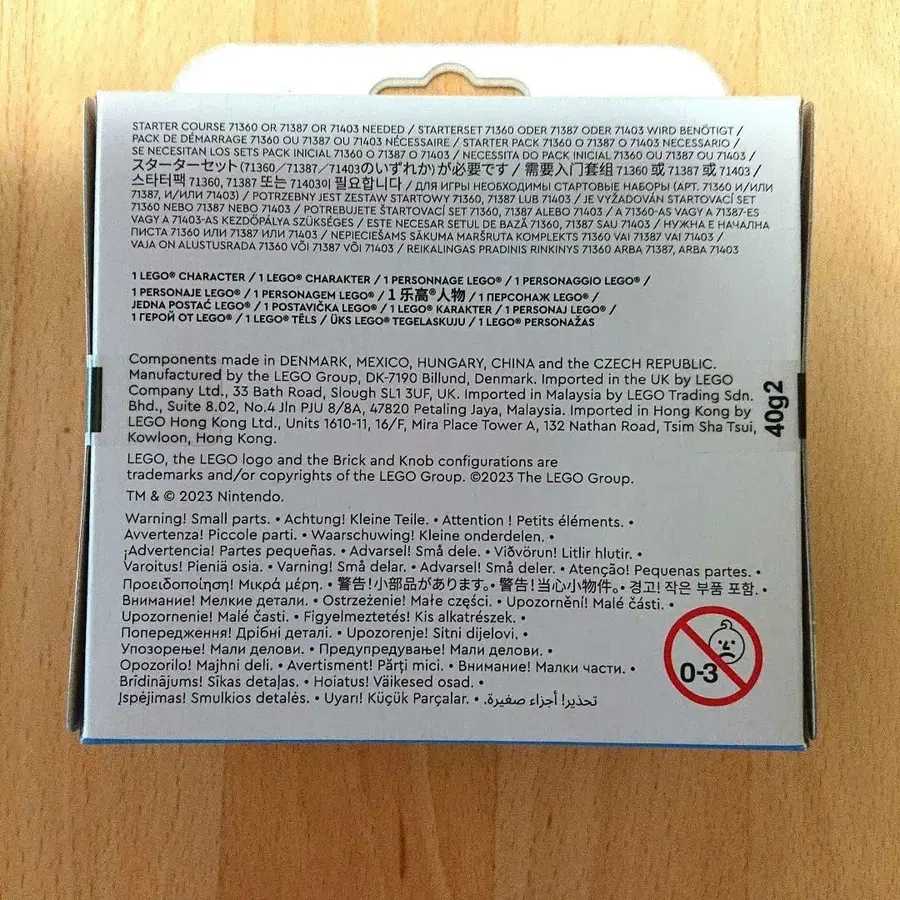 STARTER COURSE 71360 OR 71387 OR 71403 NEEDED / STARTERSET 71360 ODER 71387 ODER 71403 WIRD BENÖTIGT /
PACK DE DÉMARRAGE 71360 OU 71387 OU 71403 NÉCESSAIRE / STARTER PACK 71360 O 71387 O 71403 NECESSARIO /
SE NECESITAN LOS SETS PACK INICIAL 71360 O 71387 O 71403 / NECESSITA DO PACK INICIAL 71360 OU 71387 OU 71403 /
スターターセット(71360/71387/71403のいずれか)が必要です / 需要入门套组 71360 或 71387 或 71403 /
스타터팩 71360, 71387 또는 71403이 필요합니다 / ДЛЯ ИГРЫ НЕОБХОДИМЫ СТАРТОВЫЕ НАБОРЫ (АРТ. 71360 И/ИЛИ
71387, И/ИЛИ 71403) / POTRZEBNY JEST ZESTAW STARTOWY 71360, 71387 LUB 71403 / JE VYŽADOVÁN STARTOVACÍ SET
71360 NEBO 71387 NEBO 71403 / POTREBUJETE ŠTARTOVACÍ SET 71360, 71387 ALEBO 71403 / A 71360-AS VAGY A 71387-ES
VAGY A 71403-AS KEZDŐPÁLYA SZÜKSÉGES / ESTE NECESAR SETUL DE BAZĂ 71360, 71387 SAU 71403 / НУЖНА Е НАЧАЛНА
ПИСТА 71360 ИЛИ 71387 ИЛИ 71403 / NEPIECIEŠAMS SĀKUMA MARŠRUTA KOMPLEKTS 71360 VAI 71387 VAI 71403 /
VAJA ON ALUSTUSRADA 71360 VÕI 71387 VÕI 71403 / REIKALINGAS PRADINIS RINKINYS 71360 ARBA 71387, ARBA 71403
1 LEGO® CHARACTER / 1 LEGO® CHARAKTER / 1 PERSONNAGE LEGO® / 1 PERSONAGGIO LEGO® /
1 PERSONAJE LEGO® / 1 PERSONAGEM LEGO® / 1 乐高®人物 / 1 ПЕРСОНАЖ LEGO® /
JEDNA POSTAĆ LEGO® / 1 POSTAVIČKA LEGO® / 1 LEGO® KARAKTER / 1 PERSONAJ LEGO® /
1 ГЕРОЙ ОТ LEGO® / 1 LEGO® TĒLS / ÜKS LEGO® TEGELASKUJU / 1 LEGO® PERSONAŽAS
Components made in DENMARK, MEXICO, HUNGARY, CHINA and the CZECH REPUBLIC.
Manufactured by the LEGO Group, DK-7190 Billund, Denmark. Imported in the UK by LEGO
Company Ltd., 33 Bath Road, Slough SL1 3UF, UK. Imported in Malaysia by LEGO Trading Sdn.
Bhd., Suite 8.02, No.4 Jln PJU 8/8A, 47820 Petaling Jaya, Malaysia. Imported in Hong Kong by
LEGO Hong Kong Ltd., Units 1610-11, 16/F, Mira Place Tower A, 132 Nathan Road, Tsim Sha Tsui,
Kowloon, Hong Kong.
40g2
LEGO, the LEGO logo and the Brick and Knob configurations are
trademarks and/or copyrights of the LEGO Group. ©2023 The LEGO Group.
TM & © 2023 Nintendo.
Warning! Small parts. • Achtung! Kleine Teile. • Attention ! Petits éléments. •
Avvertenza! Piccole parti. • Waarschuwing! Kleine onderdelen. •
¡Advertencia! Partes pequeñas. • Advarsel! Små dele. • Viðvörun! Litlir hlutir. •
Varoitus! Pieniä osia. • Varning! Små delar. • Advarsel! Små deler. • Atenção! Pequenas partes. •
Προειδοποίηση! Μικρά μέρη. • 警告!小部品があります。• 警告!当心小物件。• 경고! 작은 부품 포함. •
Внимание! Мелкие детали. • Ostrzeżenie! Małe części. • Upozornění! Malé části. •
Upozornenie! Malé časti. • Figyelmeztetés! Kis alkatrészek. •
Попередження! Дрібні деталі. • Upozorenje! Sitni dijelovi. •
Упозорење! Мали делови. • Предупредување! Мали делови. •
Opozorilo! Majhni deli. • Avertisment! Părți mici. • Внимание! Малки части. •
Brīdinājums! Sīkas detaļas. • Hoiatus! Väikesed osad. •
Įspėjimas! Smulkios detalės. • Uyarı! Küçük Parçalar. • تحذير! أجزاء صغيرة.
0-3